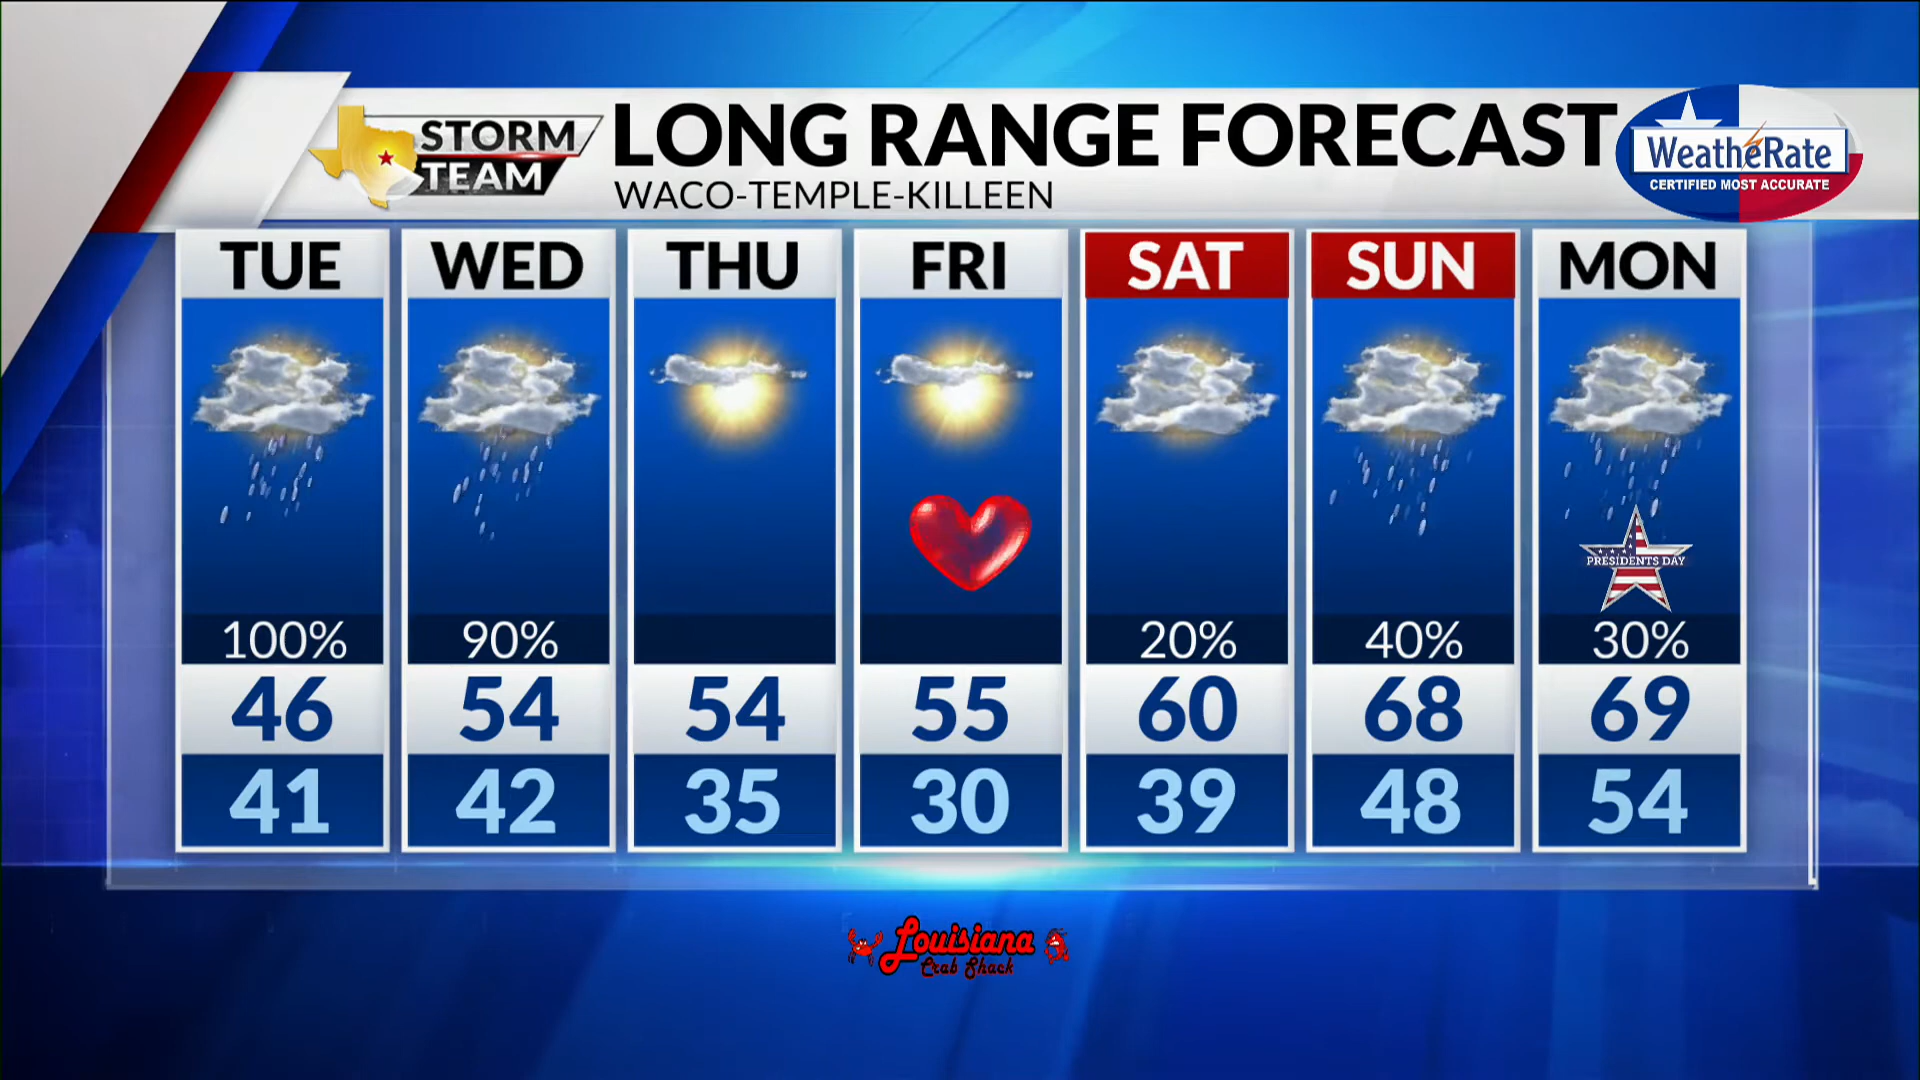 STORM
TEAM
LONG RANGE FORECAST
WACO-TEMPLE-KILLEEN
WeatheRate
CERTIFIED MOST ACCURATE
TUE WED THU FRI SAT SUN MON
PRESIDENTS DAY
100% 90% 20% 40% 30%
46 54 54 55 60 68 69
41 42 35 30 39 48 54
Louisiana
Crab Shack